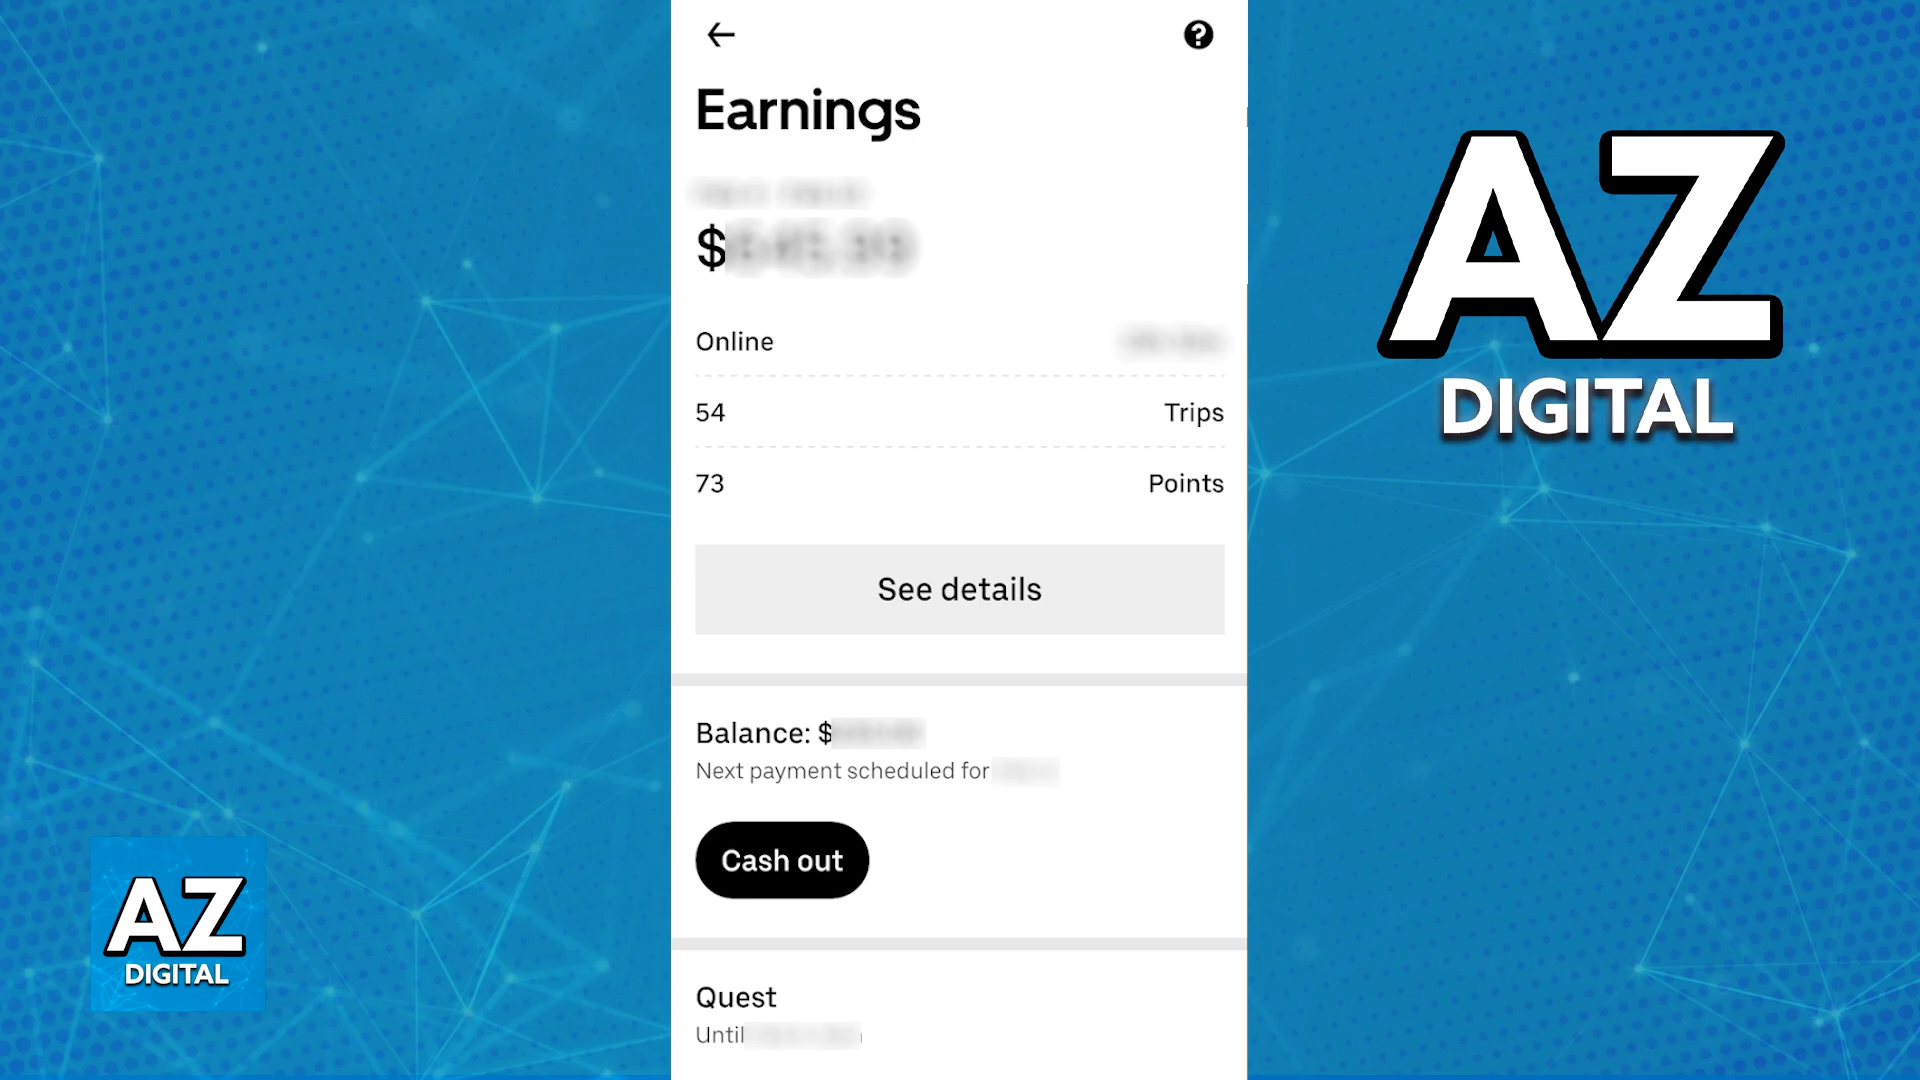 Earnings
$
Online
54 Trips
73 Points
See details
Balance: $
Next payment scheduled for
Cash out
Quest
Until
AZ
DIGITAL
AZ
DIGITAL